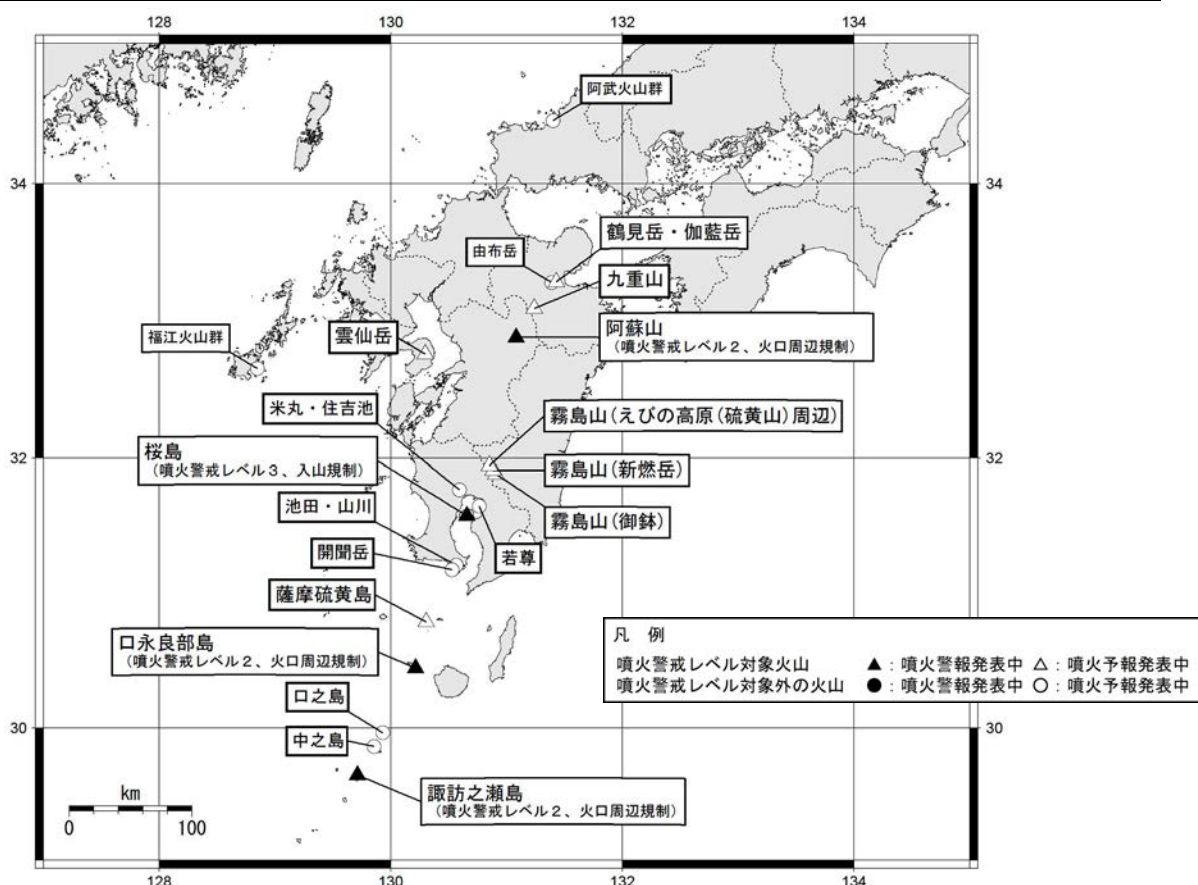 128
130
132
134
阿武火山群
34
鶴見岳・伽藍岳
由布岳
九重山
福江火山群
雲仙岳
阿蘇山
(噴火警戒レベル2、火口周辺規制)
米丸・住吉池
霧島山(えびの高原(硫黄山)周辺)
32
32
桜島
(噴火警戒レベル3、入山規制)
霧島山(新燃岳)
池田・山川
霧島山(御鉢)
開聞岳
若尊
薩摩硫黄島
口永良部島
(噴火警戒レベル2、火口周辺規制)
凡 例
噴火警戒レベル対象火山 ▲:噴火警報発表中 △:噴火予報発表中
噴火警戒レベル対象外の火山 ●:噴火警報発表中 ○:噴火予報発表中
口之島
30
30
中之島
諏訪之瀬島
(噴火警戒レベル2、火口周辺規制)
km
0 100
128
130
132
134